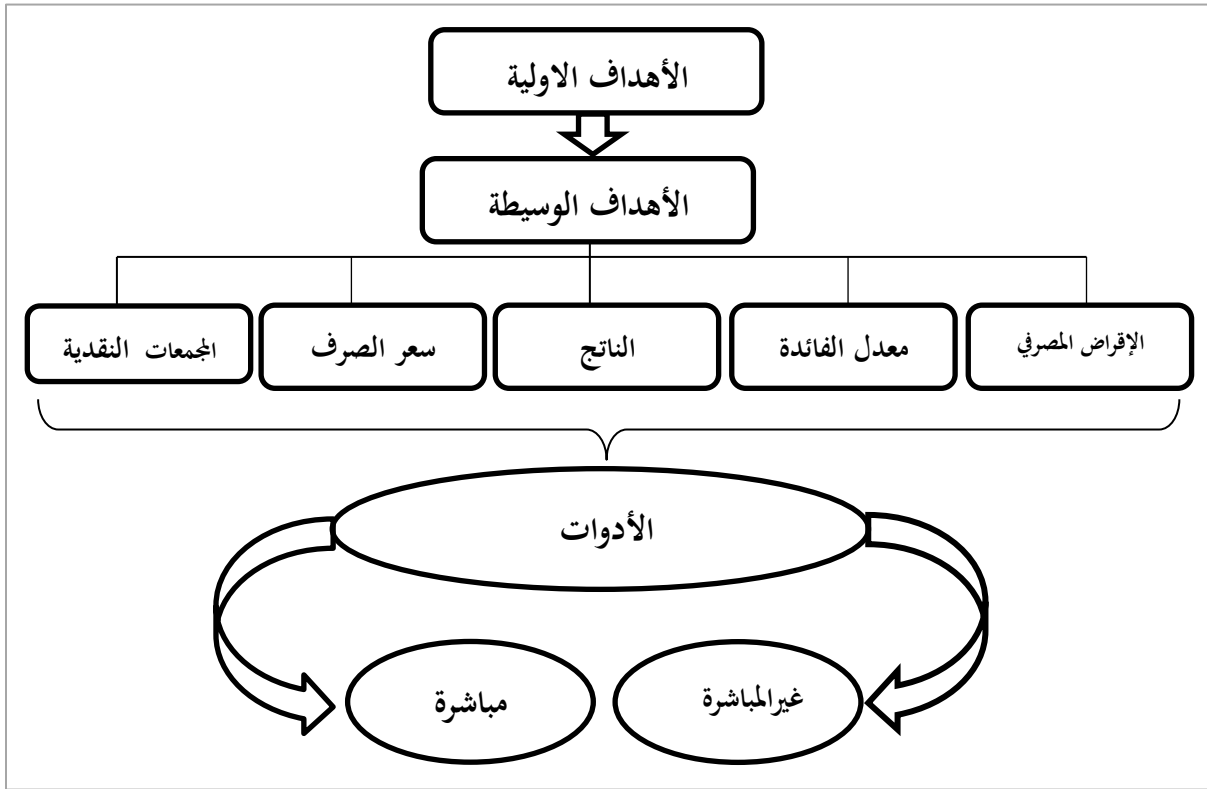 الأهداف الاولية
الأهداف الوسيطة
الإقراض المصرفي
معدل الفائدة
الناتج
سعر الصرف
المجمعات النقدية
الأدوات
غيرالمباشرة
مباشرة